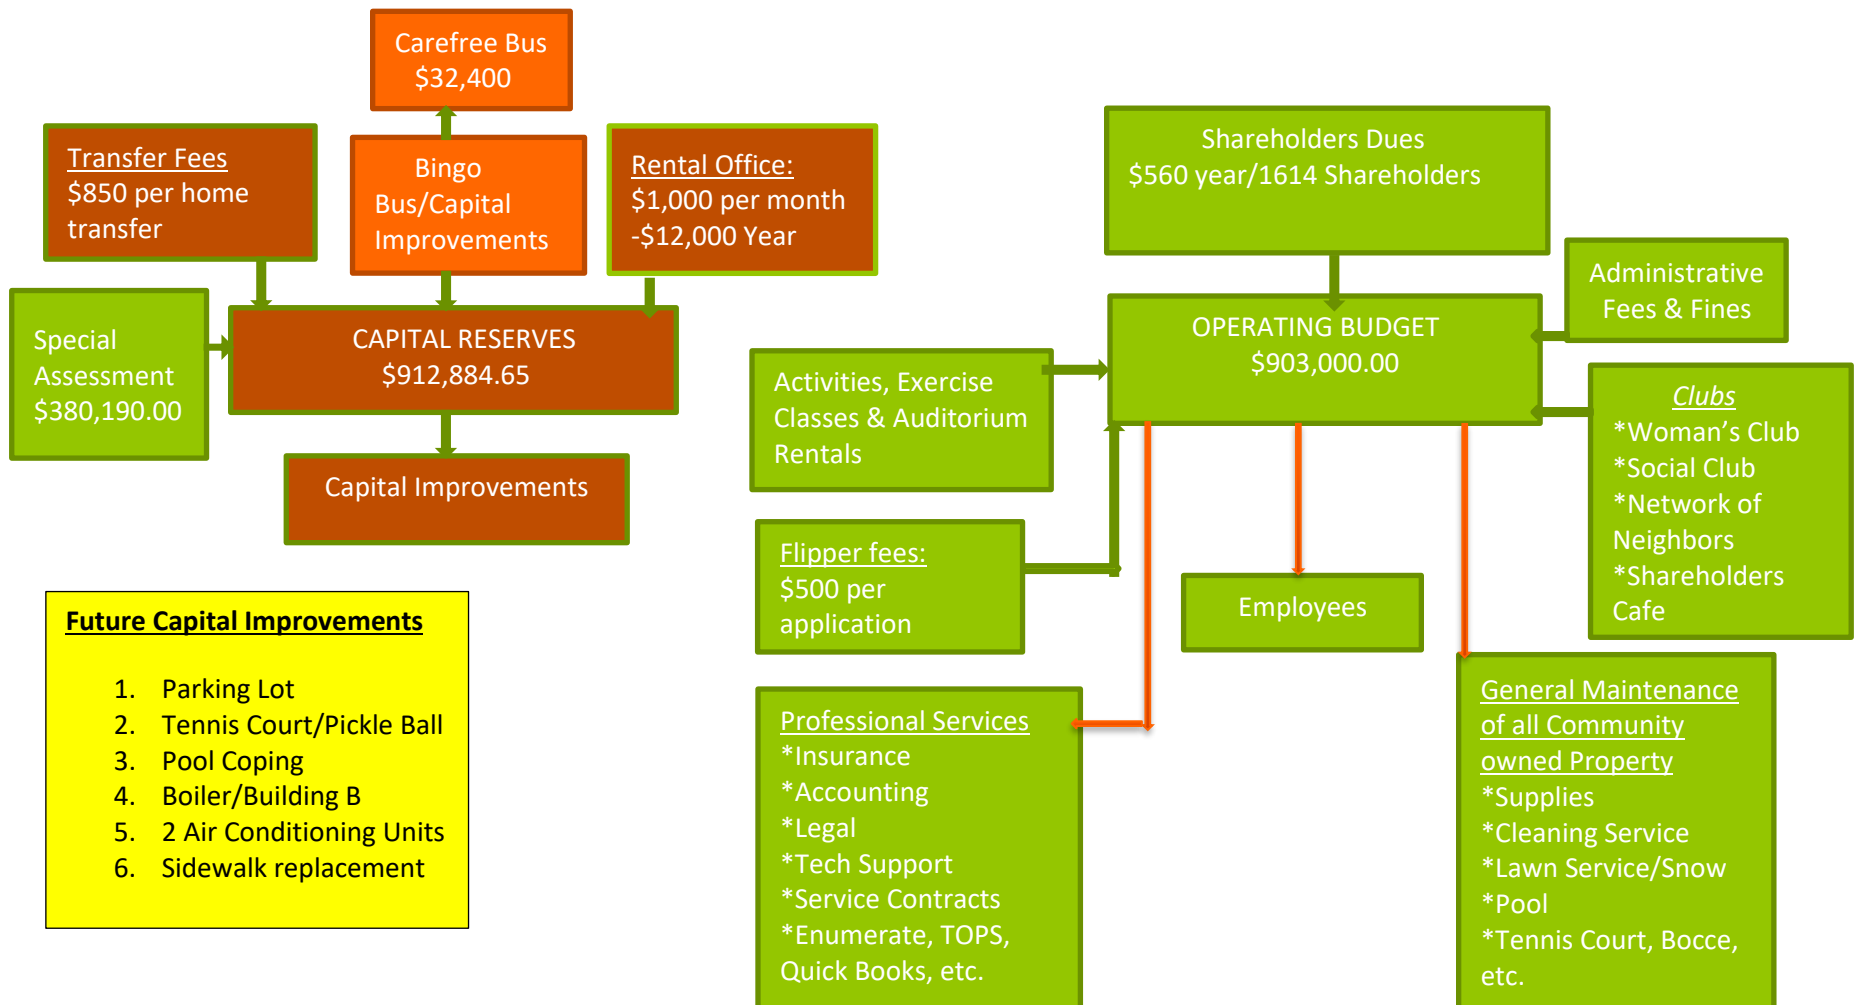 Carefree Bus
$32,400
Transfer Fees
$850 per home
transfer
Bingo
Bus/Capital
Improvements
Rental Office:
$1,000 per month
-$12,000 Year
Special
Assessment
$380,190.00
CAPITAL RESERVES
$912,884.65
Capital Improvements
Future Capital Improvements
1. Parking Lot
2. Tennis Court/Pickle Ball
3. Pool Coping
4. Boiler/Building B
5. 2 Air Conditioning Units
6. Sidewalk replacement
Shareholders Dues
$560 year/1614 Shareholders
Administrative
Fees & Fines
OPERATING BUDGET
$903,000.00
Activities, Exercise
Classes & Auditorium
Rentals
Clubs
*Woman’s Club
*Social Club
*Network of
Neighbors
*Shareholders
Cafe
Flipper fees:
$500 per
application
Employees
Professional Services
*Insurance
*Accounting
*Legal
*Tech Support
*Service Contracts
*Enumerate, TOPS,
Quick Books, etc.
General Maintenance
of all Community
owned Property
*Supplies
*Cleaning Service
*Lawn Service/Snow
*Pool
*Tennis Court, Bocce,
etc.